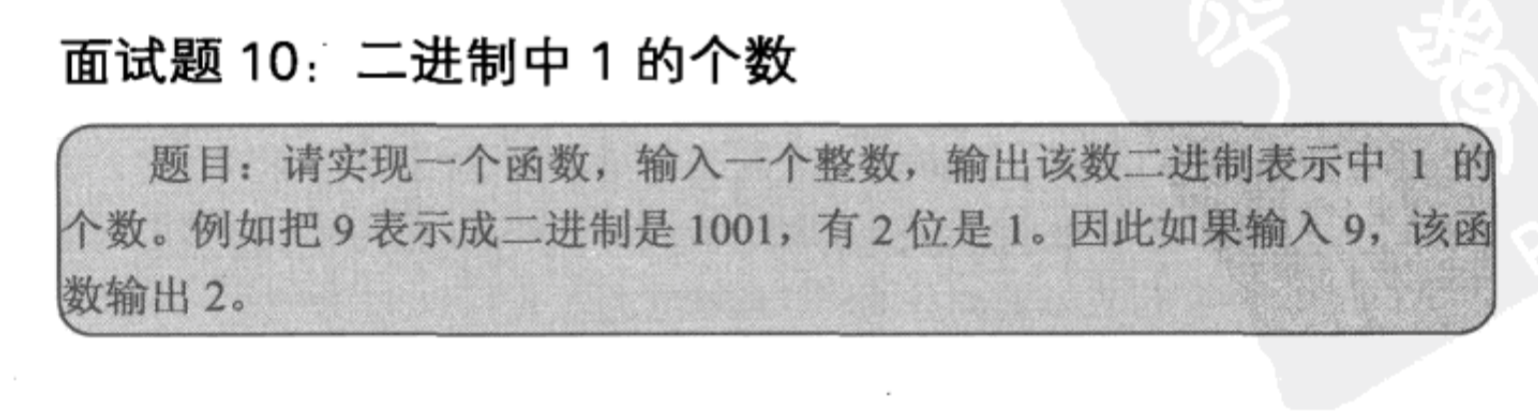 面试题 10：二进制中 1 的个数
题目：请实现一个函数，输入一个整数，输出该数二进制表示中 1 的
个数。例如把 9 表示成二进制是 1001，有 2 位是 1。因此如果输入 9，该函
数输出 2。